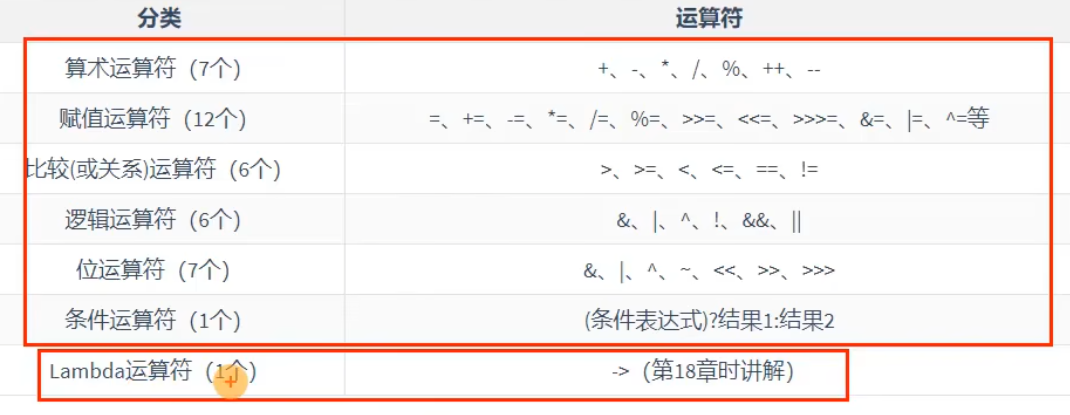 分类 运算符
算术运算符（7个） +、-、*、/、%、++、--
赋值运算符（12个） =、+=、-=、*=、/=、%=、>>=、<<=、>>>=、&=、|=、^=等
比较(或关系)运算符（6个） >、>=、<、<=、==、!=
逻辑运算符（6个） &、|、^、!、&&、||
位运算符（7个） &、|、^、~、<<、>>、>>>
条件运算符（1个） (条件表达式)?结果1:结果2
Lambda运算符（1个） ->（第18章时讲解）